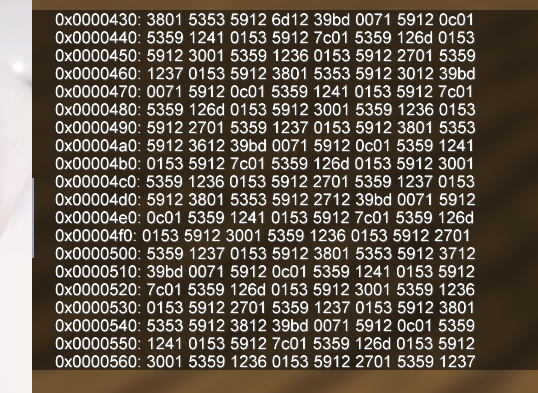 0x0000430: 3801 5353 5912 6d12 39bd 0071 5912 0c01
0x0000440: 5359 1241 0153 5912 7c01 5359 126d 0153
0x0000450: 5912 3001 5359 1236 0153 5912 2701 5359
0x0000460: 1237 0153 5912 3801 5353 5912 3012 39bd
0x0000470: 0071 5912 0c01 5359 1241 0153 5912 7c01
0x0000480: 5359 126d 0153 5912 3001 5359 1236 0153
0x0000490: 5912 2701 5359 1237 0153 5912 3801 5353
0x00004a0: 5912 3612 39bd 0071 5912 0c01 5359 1241
0x00004b0: 0153 5912 7c01 5359 126d 0153 5912 3001
0x00004c0: 5359 1236 0153 5912 2701 5359 1237 0153
0x00004d0: 5912 3801 5353 5912 2712 39bd 0071 5912
0x00004e0: 0c01 5359 1241 0153 5912 7c01 5359 126d
0x00004f0: 0153 5912 3001 5359 1236 0153 5912 2701
0x0000500: 5359 1237 0153 5912 3801 5353 5912 3712
0x0000510: 39bd 0071 5912 0c01 5359 1241 0153 5912
0x0000520: 7c01 5359 126d 0153 5912 3001 5359 1236
0x0000530: 0153 5912 2701 5359 1237 0153 5912 3801
0x0000540: 5353 5912 3812 39bd 0071 5912 0c01 5359
0x0000550: 1241 0153 5912 7c01 5359 126d 0153 5912
0x0000560: 3001 5359 1236 0153 5912 2701 5359 1237